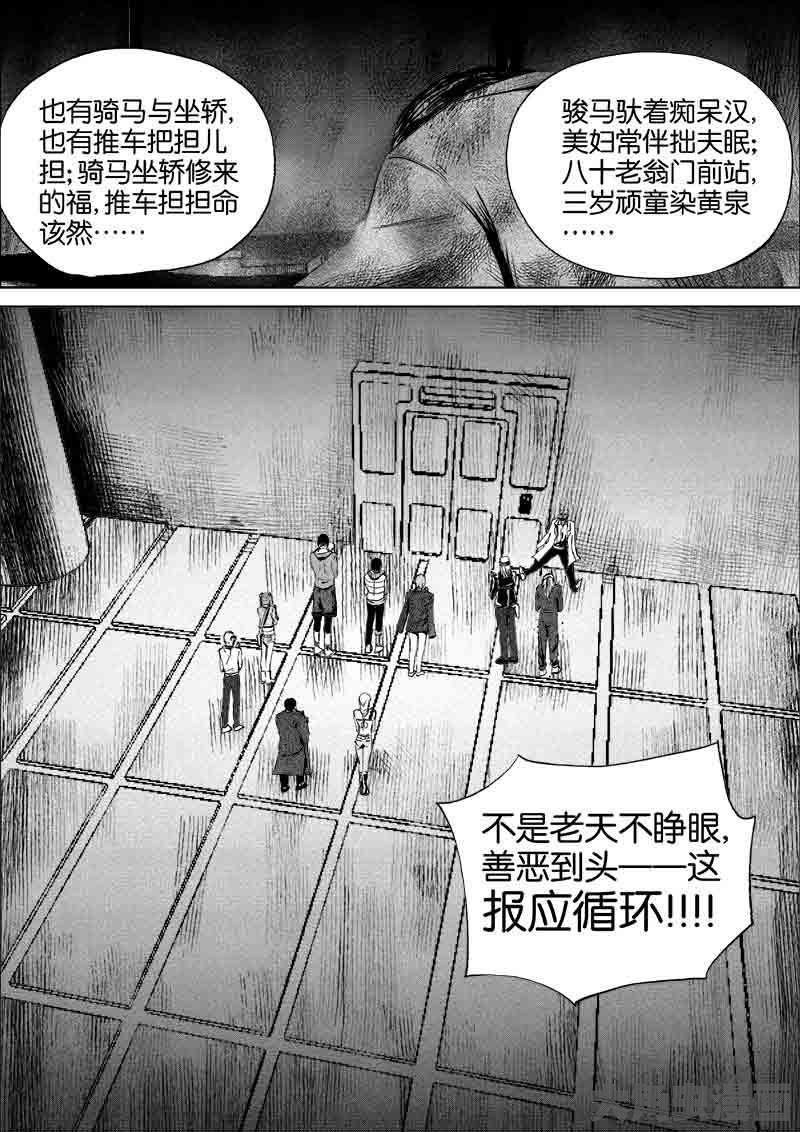 也有骑马与坐轿,
也有推车把担儿
担;骑马坐轿修来
的福,推车担担命
该然……
骏马驮着痴呆汉,
美妇常伴拙夫眠;
八十老翁门前站,
三岁顽童染黄泉
……
不是老天不睁眼,
善恶到头——这
报应循环!!!!